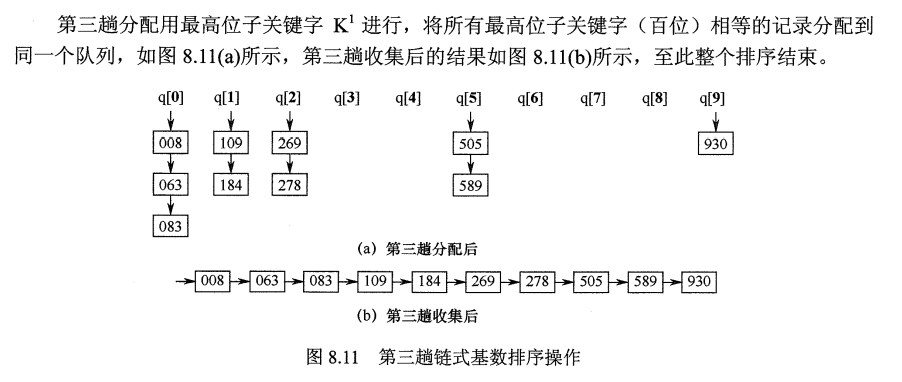 第三趟分配用最高位子关键字 K¹ 进行，将所有最高位子关键字（百位）相等的记录分配到
同一个队列，如图 8.11(a)所示，第三趟收集后的结果如图 8.11(b)所示，至此整个排序结束。
q[0] q[1] q[2] q[3] q[4] q[5] q[6] q[7] q[8] q[9]
008 109 269 505 930
063 184 278 589
083
(a) 第三趟分配后
008 063 083 109 184 269 278 505 589 930
(b) 第三趟收集后
图 8.11 第三趟链式基数排序操作